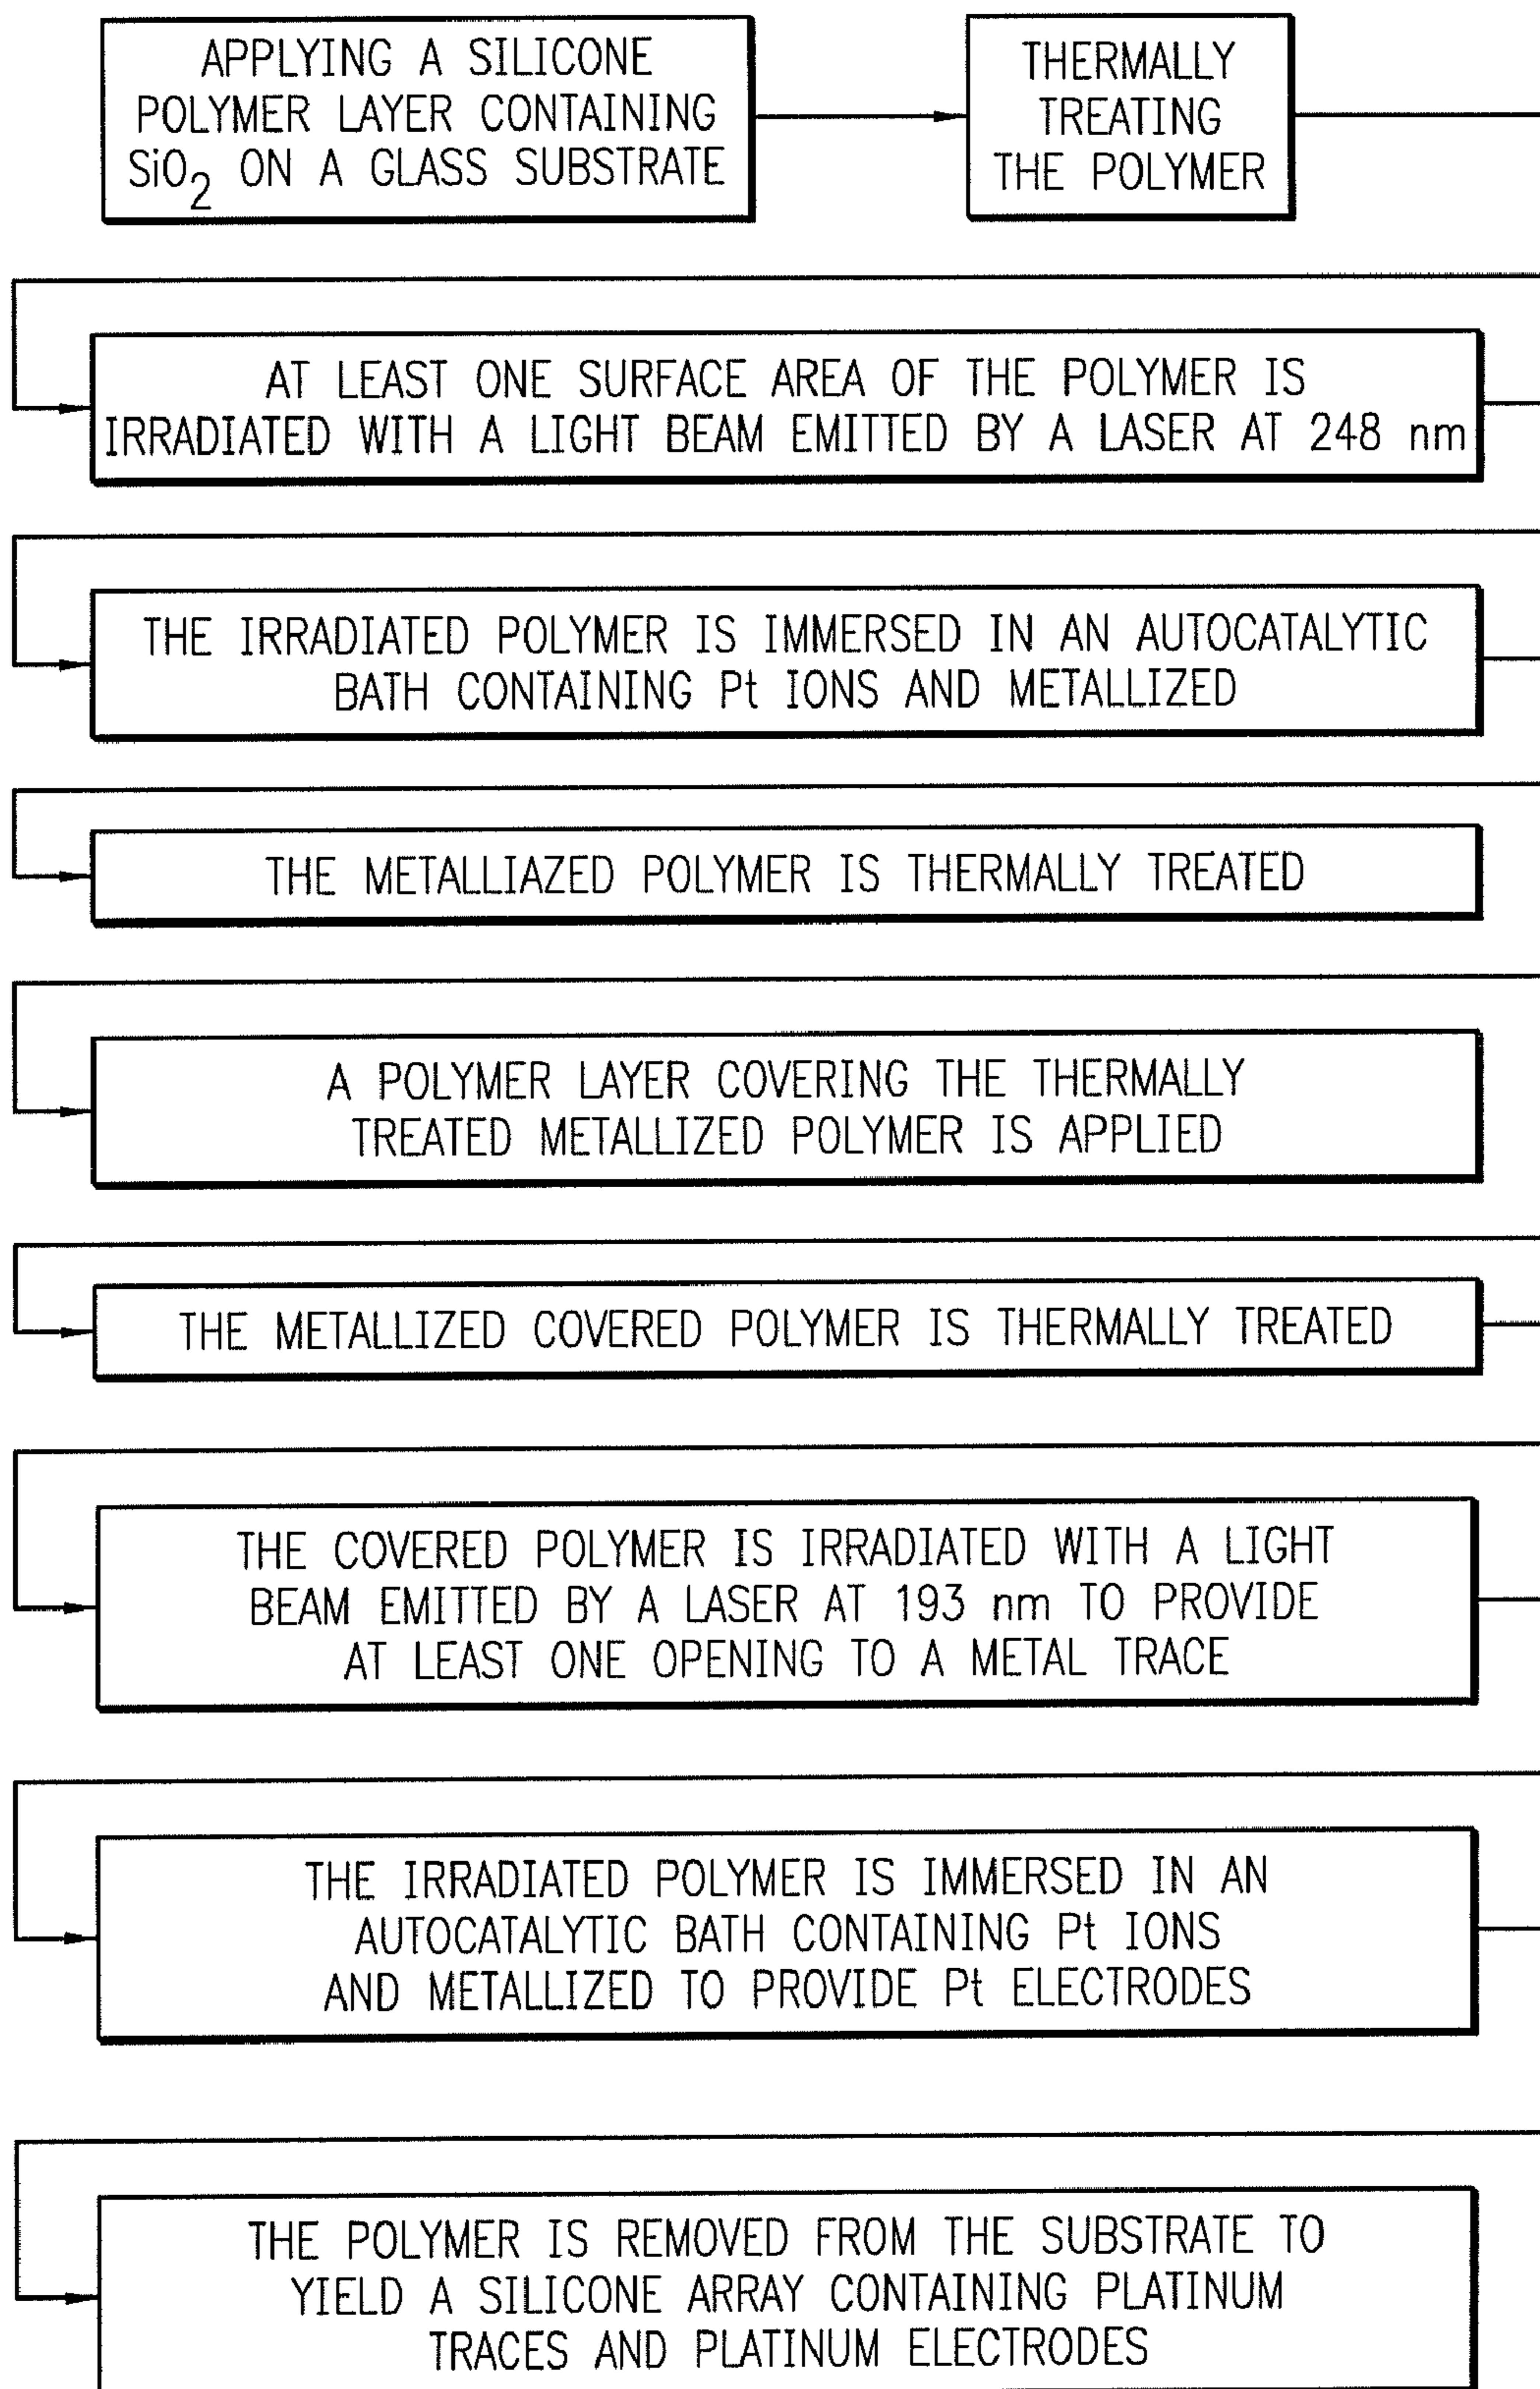 APPLYING A SILICONE
POLYMER LAYER CONTAINING
SiO2 ON A GLASS SUBSTRATE
THERMALLY
TREATING
THE POLYMER
AT LEAST ONE SURFACE AREA OF THE POLYMER IS
IRRADIATED WITH A LIGHT BEAM EMITTED BY A LASER AT 248 nm
THE IRRADIATED POLYMER IS IMMERSED IN AN AUTOCATALYTIC
BATH CONTAINING Pt IONS AND METALLIZED
THE METALLIAZED POLYMER IS THERMALLY TREATED
A POLYMER LAYER COVERING THE THERMALLY
TREATED METALLIZED POLYMER IS APPLIED
THE METALLIZED COVERED POLYMER IS THERMALLY TREATED
THE COVERED POLYMER IS IRRADIATED WITH A LIGHT
BEAM EMITTED BY A LASER AT 193 nm TO PROVIDE
AT LEAST ONE OPENING TO A METAL TRACE
THE IRRADIATED POLYMER IS IMMERSED IN AN
AUTOCATALYTIC BATH CONTAINING Pt IONS
AND METALLIZED TO PROVIDE Pt ELECTRODES
THE POLYMER IS REMOVED FROM THE SUBSTRATE TO
YIELD A SILICONE ARRAY CONTAINING PLATINUM
TRACES AND PLATINUM ELECTRODES